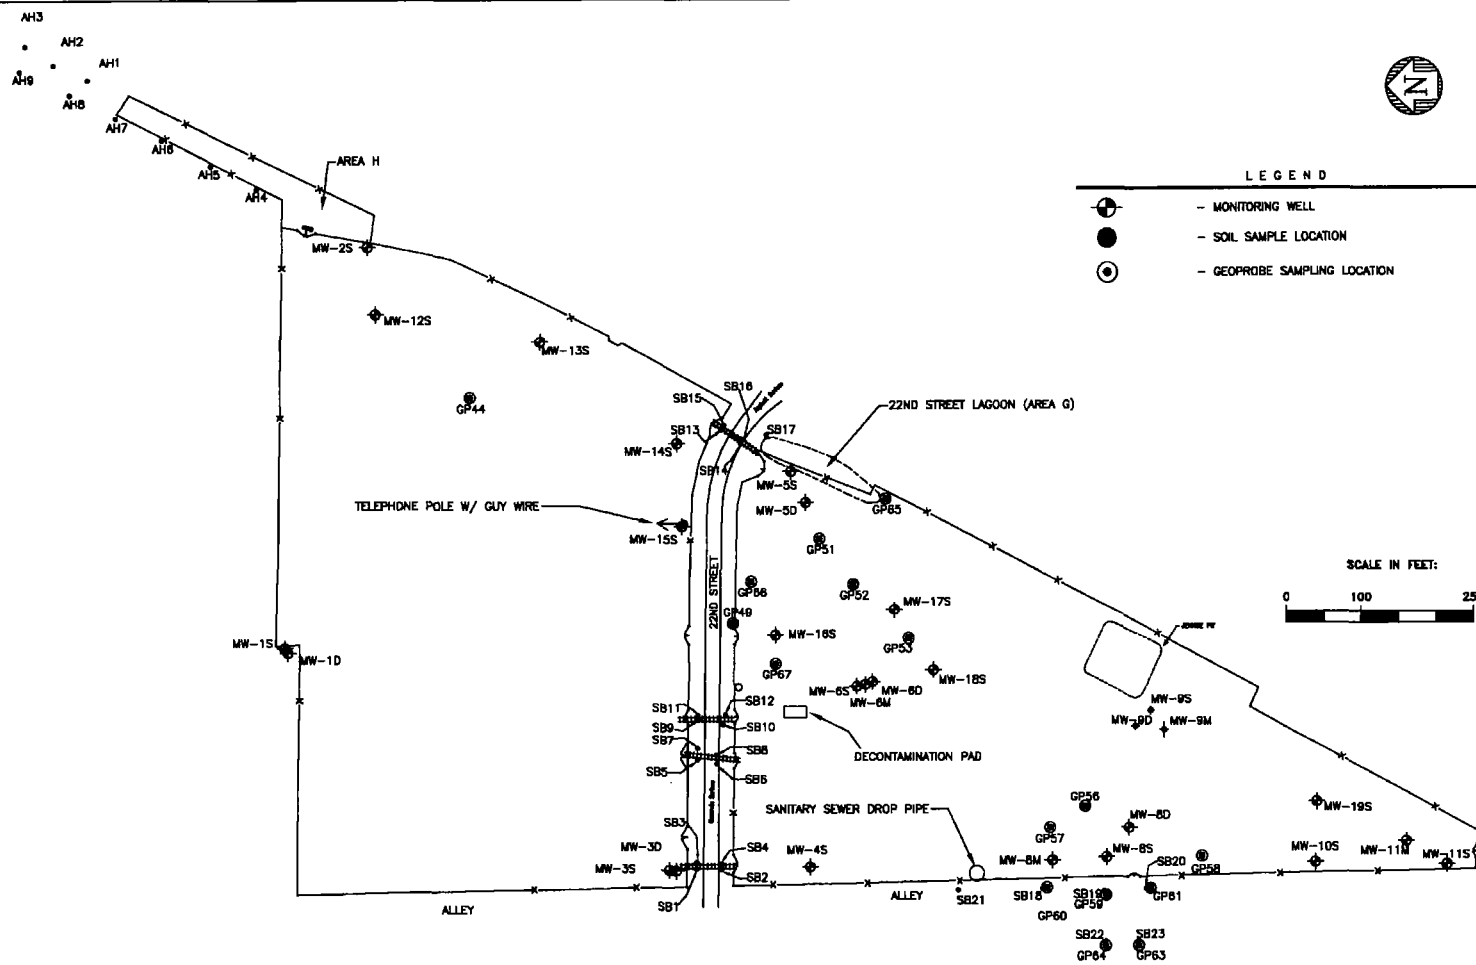 AH3
AH2
AH1
AH9
AH8
AH7
AH6
AH5
AH4
AREA H
N
LEGEND
- MONITORING WELL
- SOIL SAMPLE LOCATION
- GEOPROBE SAMPLING LOCATION
MW-2S
MW-12S
MW-13S
GP44
SB16
SB15
SB13
SB17
SB14
22ND STREET LAGOON (AREA G)
MW-14S
MW-5S
MW-5D
GP65
TELEPHONE POLE W/ GUY WIRE
MW-15S
GP51
22ND STREET
GP66
GP52
GP49
MW-17S
MW-16S
GP53
GP67
MW-18S
MW-6S
MW-6D
MW-6M
SCALE IN FEET:
0 100 25
MW-1S
MW-1D
MW-9S
MW-9D
MW-9M
SB11
SB12
SB9
SB10
SB7
SB8
SB5
SB6
DECONTAMINATION PAD
SANITARY SEWER DROP PIPE
GP56
GP57
MW-8D
MW-19S
SB3
SB4
MW-3D
MW-3S
MW-4S
MW-8M
MW-8S
SB20
GP58
MW-10S
MW-11M
MW-11S
SB2
SB1
ALLEY
ALLEY
SB21
SB18
SB19
GP59
GP61
GP60
SB22
GP64
SB23
GP63